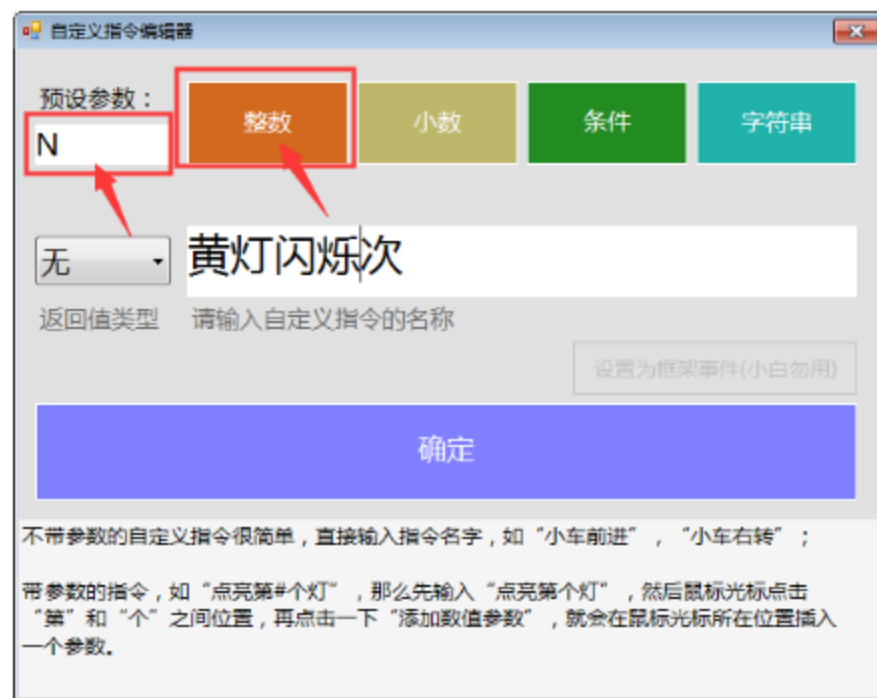 自定义指令编辑器
预设参数：
N
整数
小数
条件
字符串
无
黄灯闪烁次
返回值类型
请输入自定义指令的名称
设置为框架事件(小白勿用)
确定
不带参数的自定义指令很简单，直接输入指令名字，如“小车前进”，“小车右转”；
带参数的指令，如“点亮第#个灯”，那么先输入“点亮第个灯”，然后鼠标光标点击
“第”和“个”之间位置，再点击一下“添加数值参数”，就会在鼠标光标所在位置插入
一个参数。